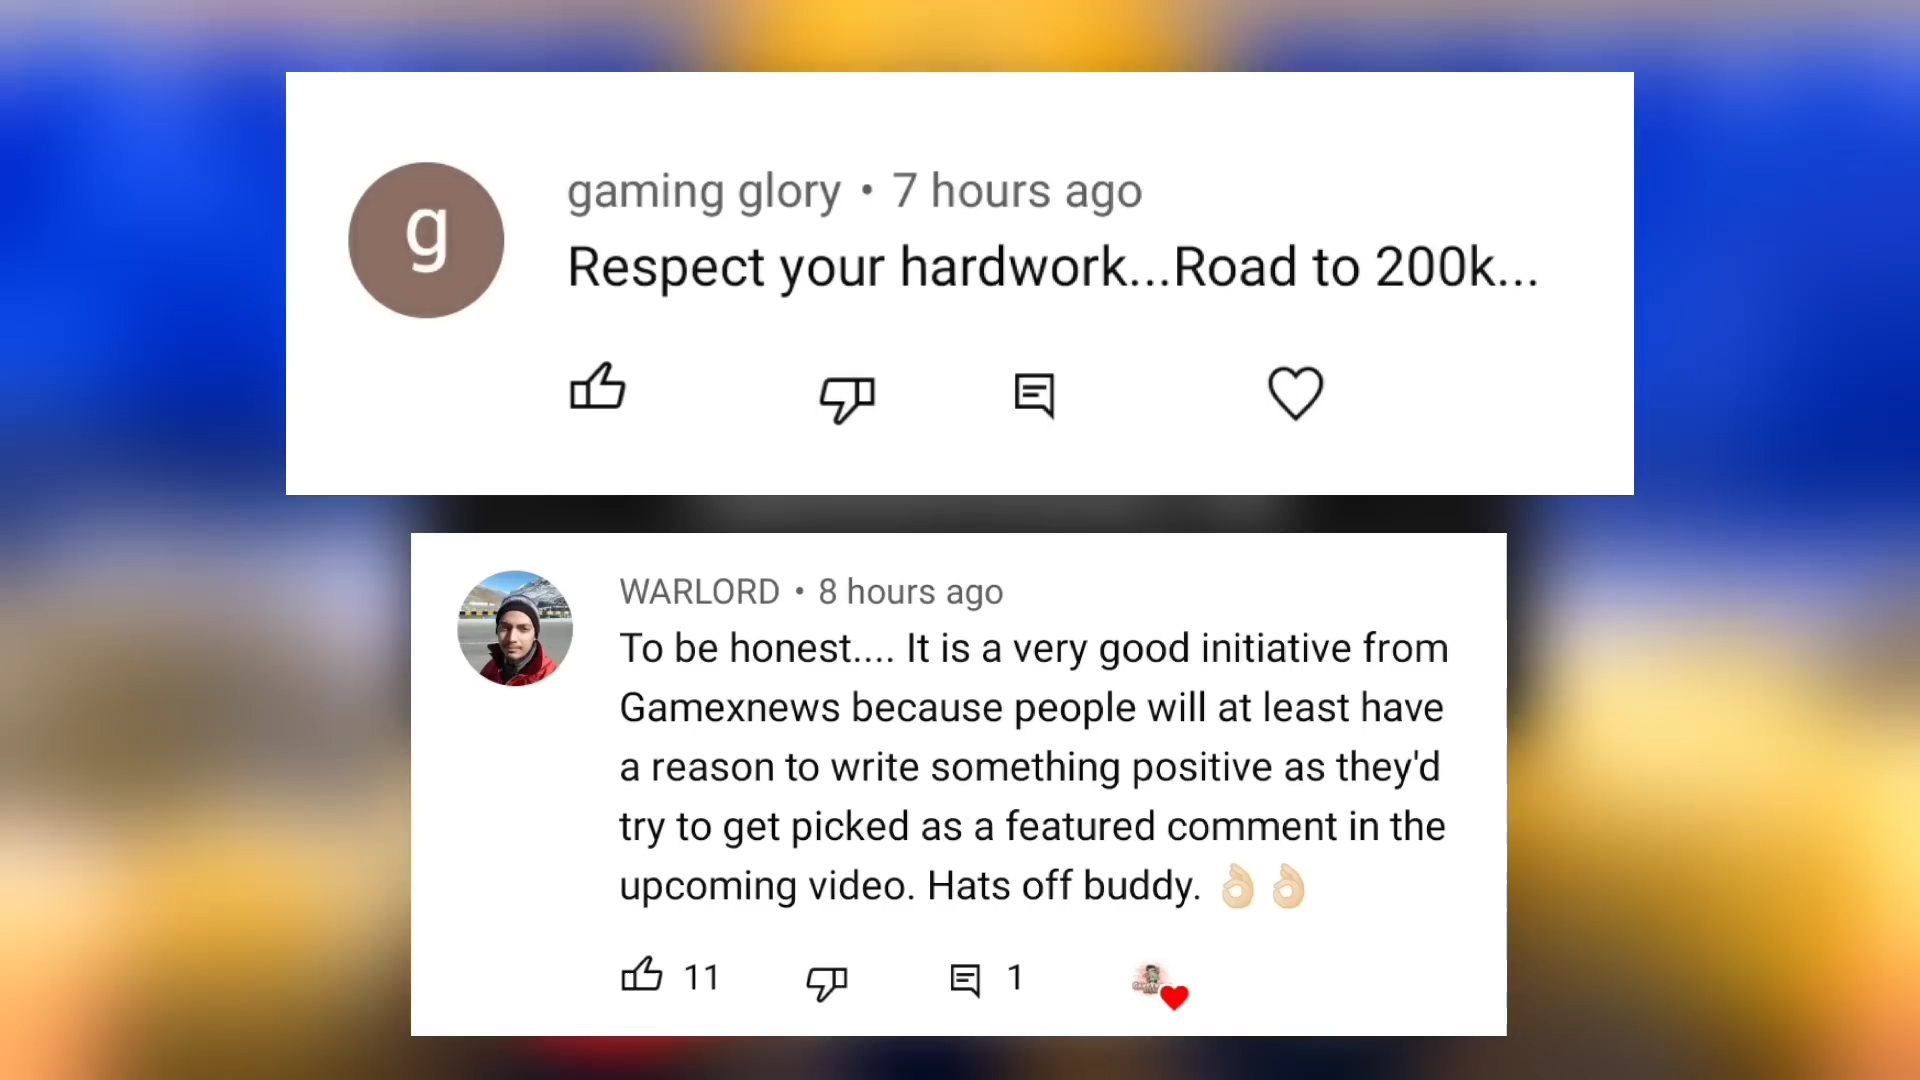 g
gaming glory • 7 hours ago
Respect your hardwork...Road to 200k...
WARLORD • 8 hours ago
To be honest.... It is a very good initiative from
Gamexnews because people will at least have
a reason to write something positive as they'd
try to get picked as a featured comment in the
upcoming video. Hats off buddy. 👌🏻👌🏻
11 1